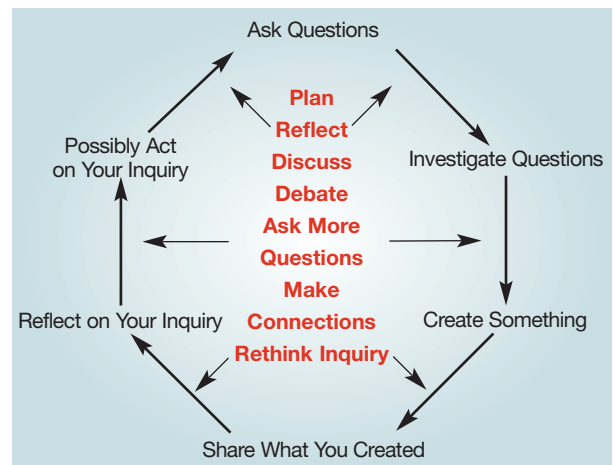 Ask Questions
Plan
Reflect
Discuss
Debate
Ask More
Questions
Make
Connections
Rethink Inquiry
Possibly Act
on Your Inquiry
Investigate Questions
Reflect on Your Inquiry
Create Something
Share What You Created